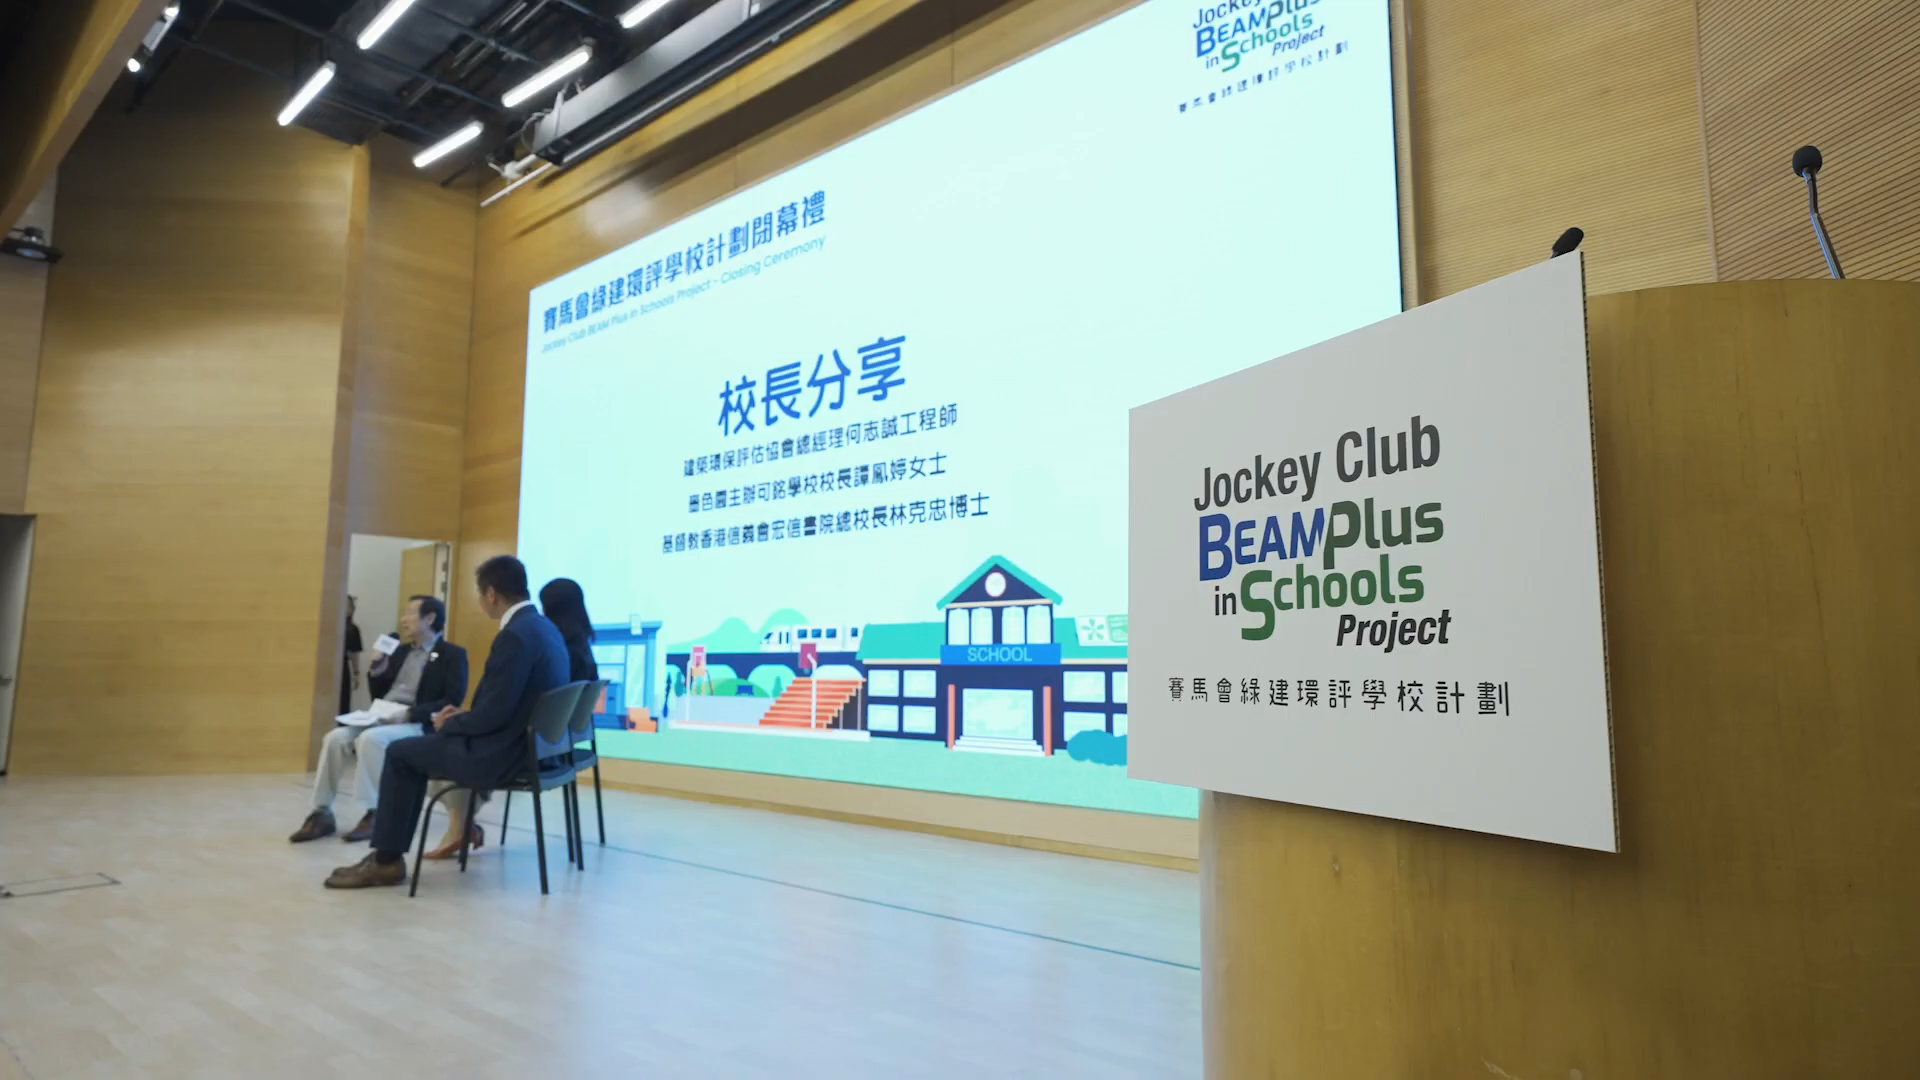 Jockey
BEAMPlus
in Schools
Project
賽馬會綠建環評學校計劃
賽馬會綠建環評學校計劃閉幕禮
Jockey Club BEAM Plus in Schools Project - Closing Ceremony
校長分享
建築環保評估協會總經理何志誠工程師
嗇色園主辦可銘學校校長譚鳳婷女士
基督教香港信義會宏信書院總校長林克忠博士
SCHOOL
Jockey Club
BEAMPlus
in Schools
Project
賽馬會綠建環評學校計劃